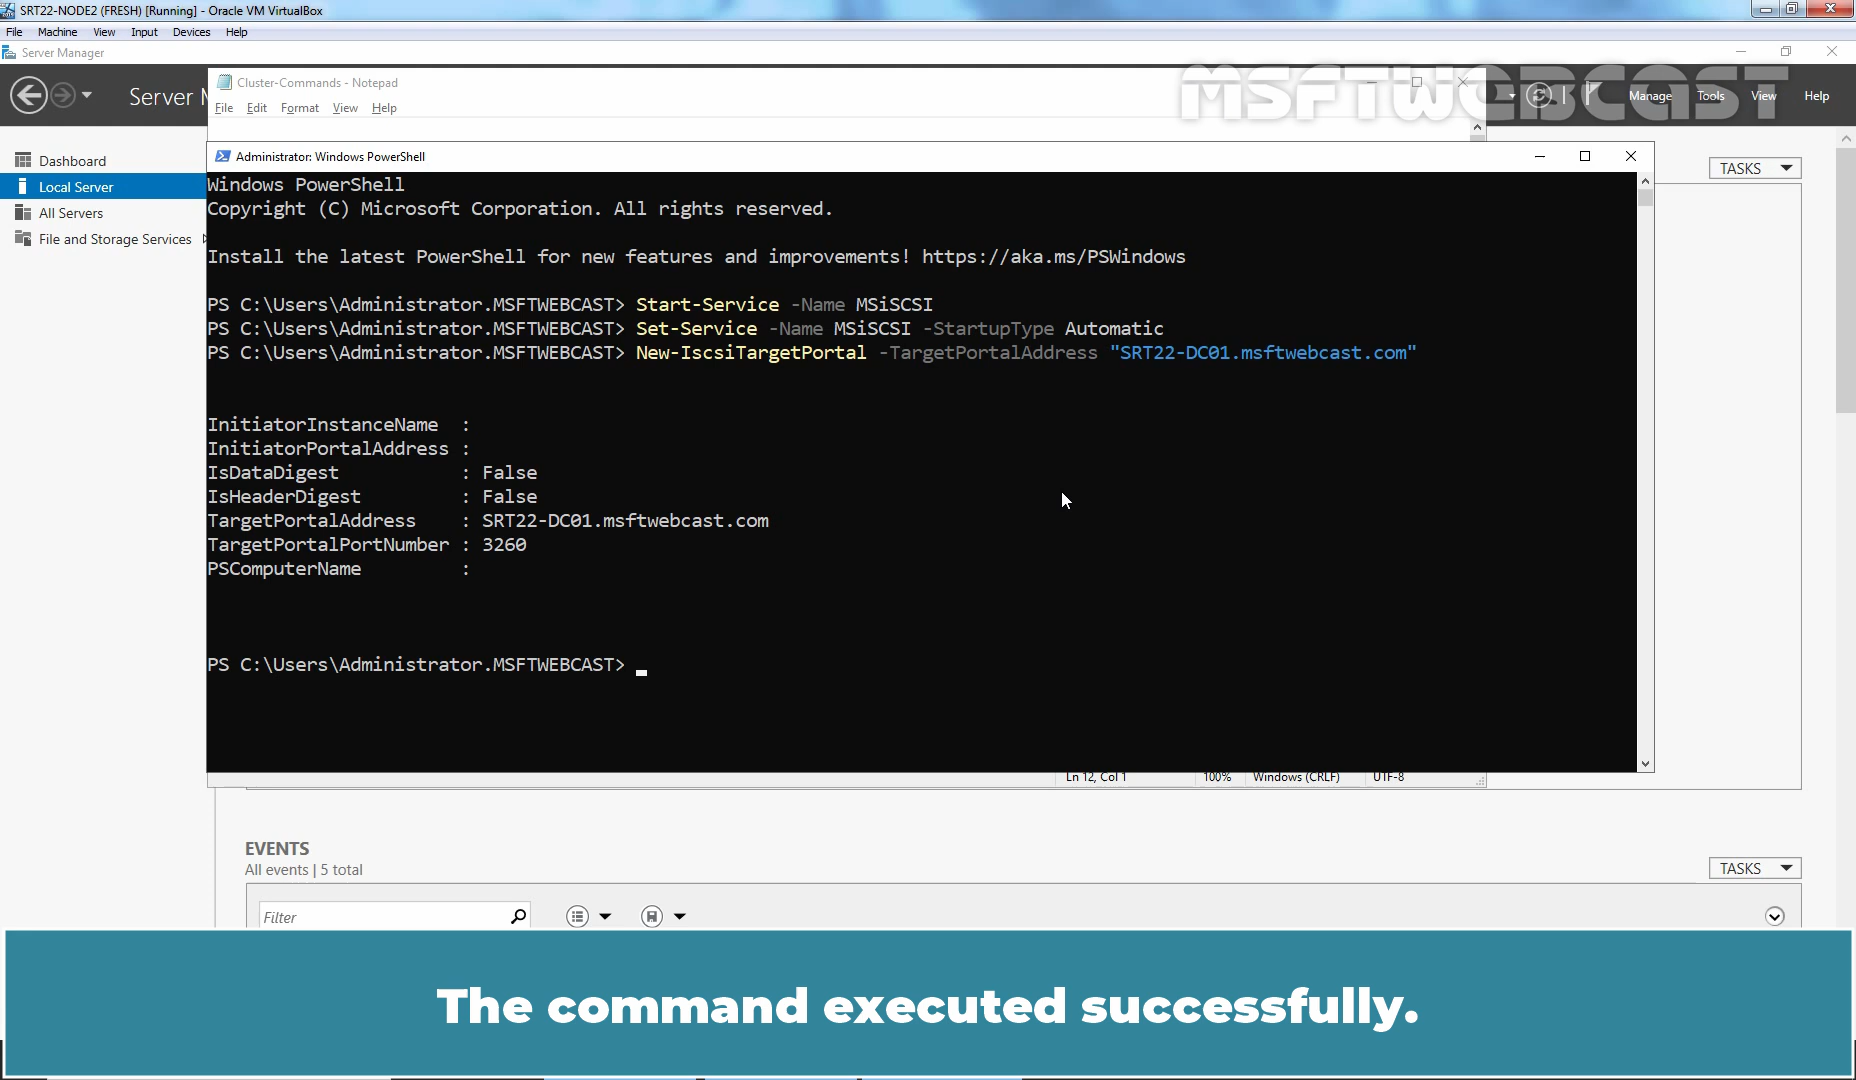 SRT22-NODE2 (FRESH) [Running] - Oracle VM VirtualBox
File Machine View Input Devices Help
Server Manager
Server M
Cluster-Commands - Notepad
MSFTWEBCAST
Manage Tools View Help
File Edit Format View Help
Administrator: Windows PowerShell
Dashboard
Local Server
All Servers
File and Storage Services
TASKS
Windows PowerShell
Copyright (C) Microsoft Corporation. All rights reserved.
Install the latest PowerShell for new features and improvements! https://aka.ms/PSWindows
PS C:\Users\Administrator.MSFTWEBCAST> Start-Service -Name MSiSCSI
PS C:\Users\Administrator.MSFTWEBCAST> Set-Service -Name MSiSCSI -StartupType Automatic
PS C:\Users\Administrator.MSFTWEBCAST> New-IscsiTargetPortal -TargetPortalAddress "SRT22-DC01.msftwebcast.com"
InitiatorInstanceName :
InitiatorPortalAddress :
IsDataDigest : False
IsHeaderDigest : False
TargetPortalAddress : SRT22-DC01.msftwebcast.com
TargetPortalPortNumber : 3260
PSComputerName :
PS C:\Users\Administrator.MSFTWEBCAST>
Ln 12, Col 1 100% Windows (CRLF) UTF-8
EVENTS
All events | 5 total
TASKS
Filter
The command executed successfully.